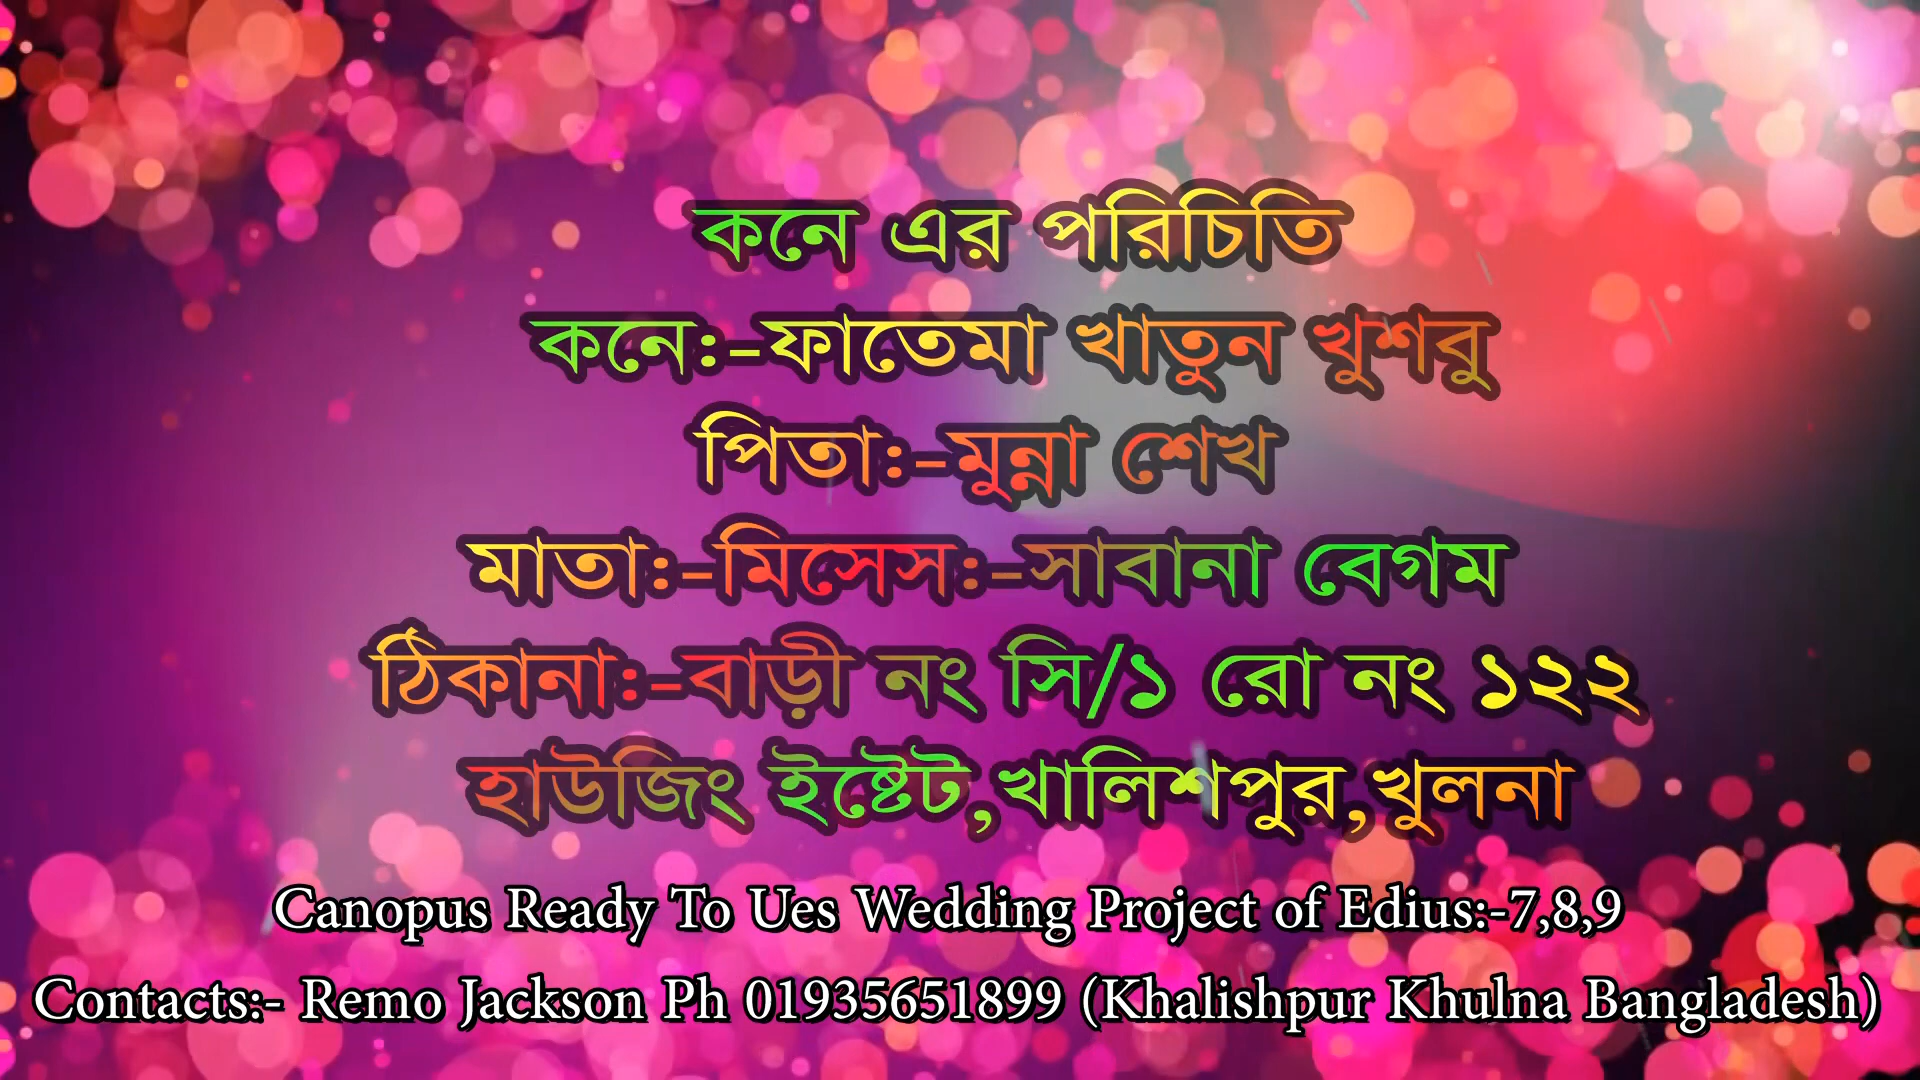 কনে এর পরিচিতি
কনে:-ফাতেমা খাতুন খুশবু
পিতা:-মুন্না শেখ
মাতা:-মিসেস:-সাবানা বেগম
ঠিকানা:-বাড়ী নং সি/১ রো নং ১২২
হাউজিং ইষ্টেট,খালিশপুর,খুলনা
Canopus Ready To Ues Wedding Project of Edius:-7,8,9
Contacts:- Remo Jackson Ph 01935651899 (Khalishpur Khulna Bangladesh)